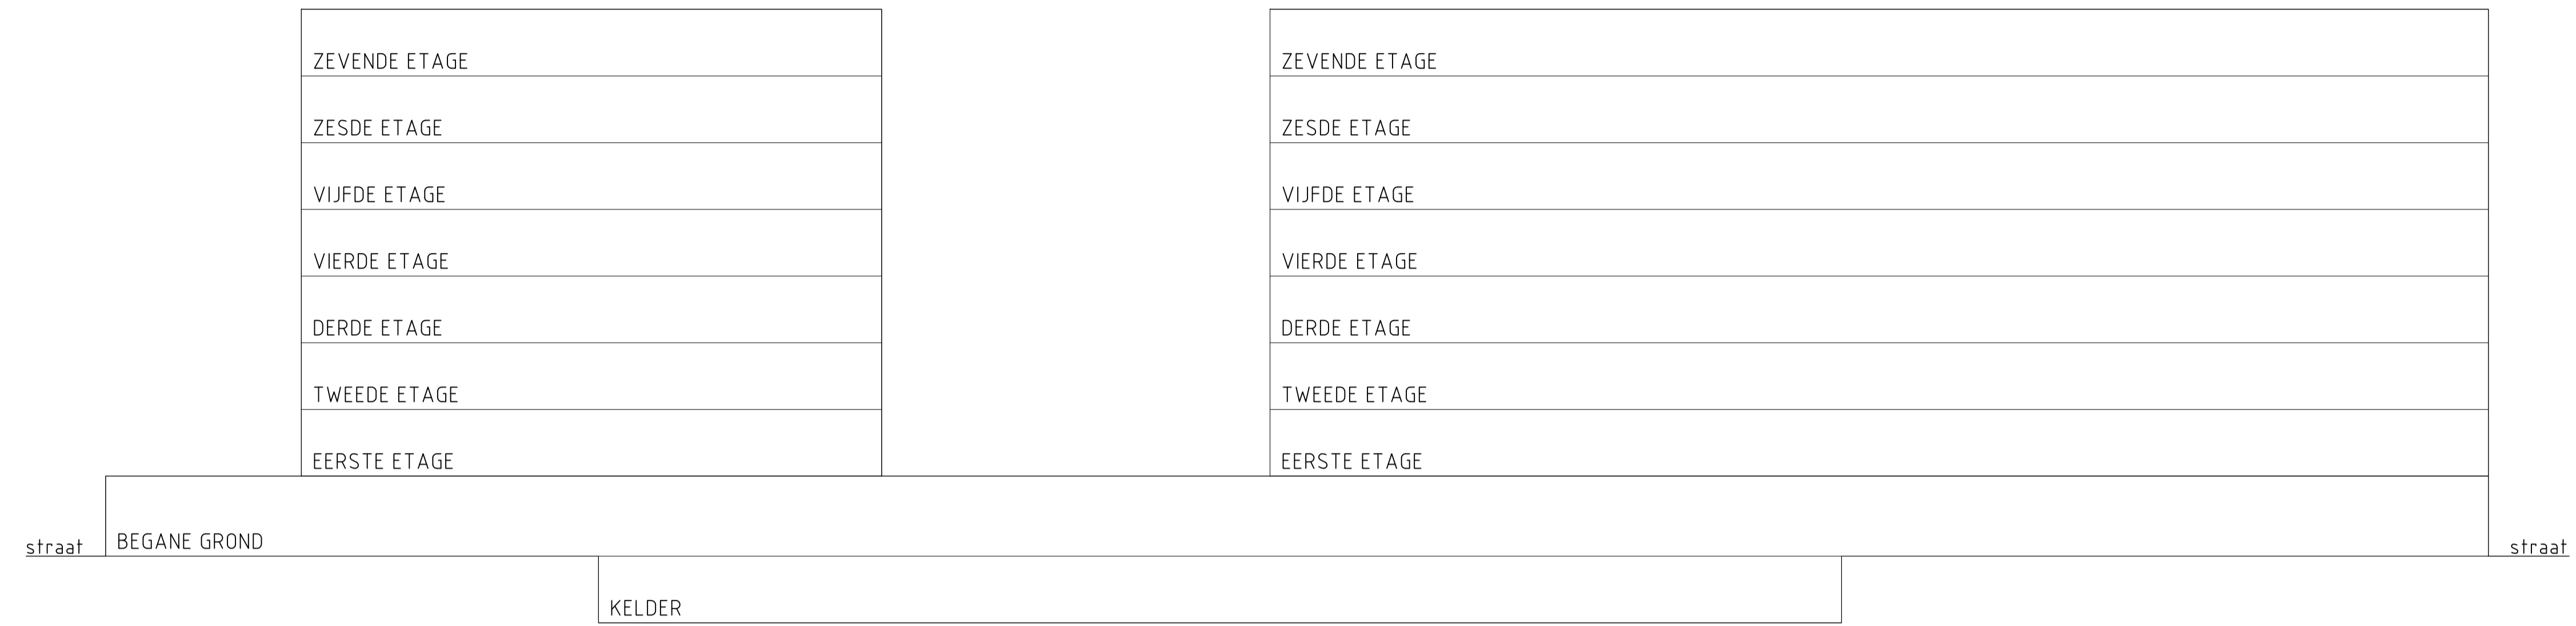 ZEVENDE ETAGE
ZEVENDE ETAGE
ZESDE ETAGE
ZESDE ETAGE
VIJFDE ETAGE
VIJFDE ETAGE
VIERDE ETAGE
VIERDE ETAGE
DERDE ETAGE
DERDE ETAGE
TWEEDE ETAGE
TWEEDE ETAGE
EERSTE ETAGE
EERSTE ETAGE
straat
BEGANE GROND
straat
KELDER